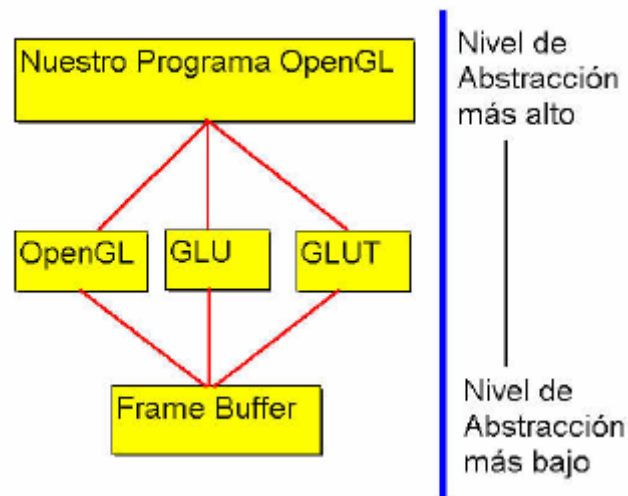 Nuestro Programa OpenGL
Nivel de
Abstracción
más alto
OpenGL
GLU
GLUT
Frame Buffer
Nivel de
Abstracción
más bajo